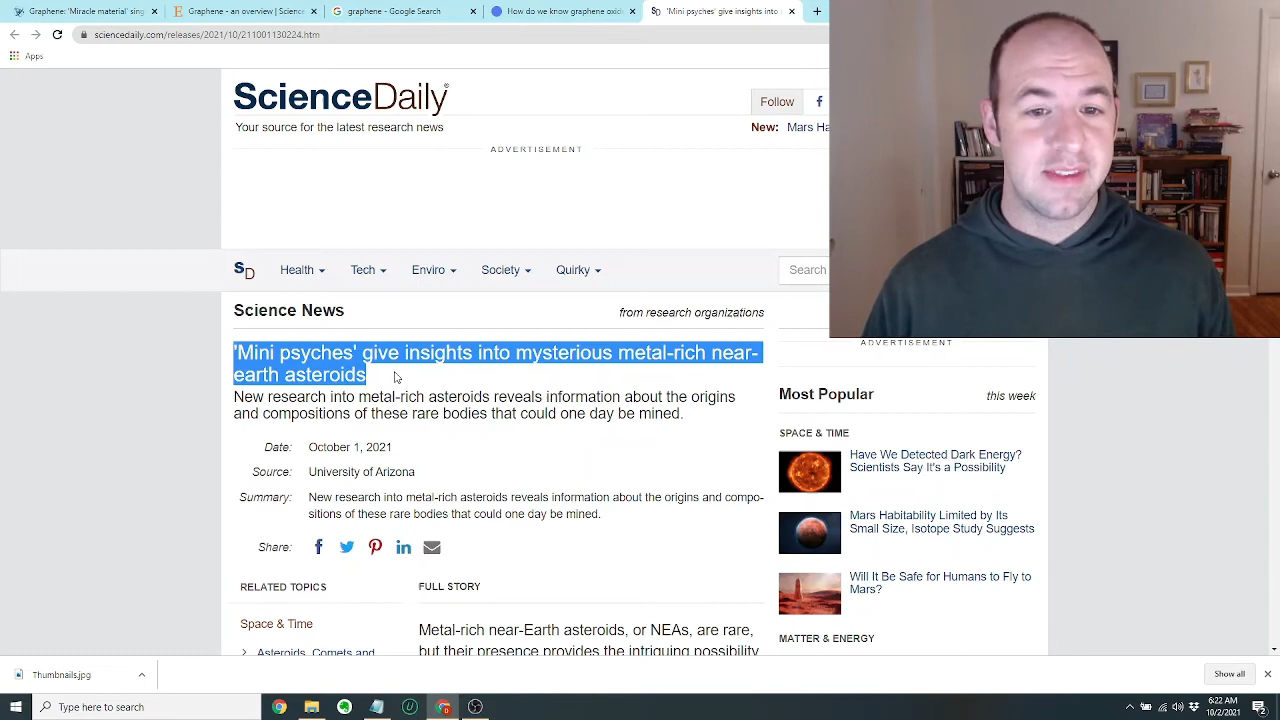 Graphene: 'Miracle material' sing
Graphene - an overview | Science
graphene - Google Search
How do we know graphene oxide
'Mini psyches' give insights into
sciencedaily.com/releases/2021/10/211001130224.htm
Apps
ScienceDaily®
Follow
Your source for the latest research news
New: Mars Ha
ADVERTISEMENT
SD Health Tech Enviro Society Quirky Search
Science News
from research organizations
ADVERTISEMENT
'Mini psyches' give insights into mysterious metal-rich near-
earth asteroids
New research into metal-rich asteroids reveals information about the origins
and compositions of these rare bodies that could one day be mined.
Date: October 1, 2021
Source: University of Arizona
Summary: New research into metal-rich asteroids reveals information about the origins and compo-
sitions of these rare bodies that could one day be mined.
Share:
RELATED TOPICS
Space & Time
Asteroids, Comets and
FULL STORY
Metal-rich near-Earth asteroids, or NEAs, are rare,
but their presence provides the intriguing possibility
Most Popular
this week
SPACE & TIME
Have We Detected Dark Energy?
Scientists Say It's a Possibility
Mars Habitability Limited by Its
Small Size, Isotope Study Suggests
Will It Be Safe for Humans to Fly to
Mars?
MATTER & ENERGY
Thumbnails.jpg
Show all
Type here to search
6:22 AM
10/2/2021